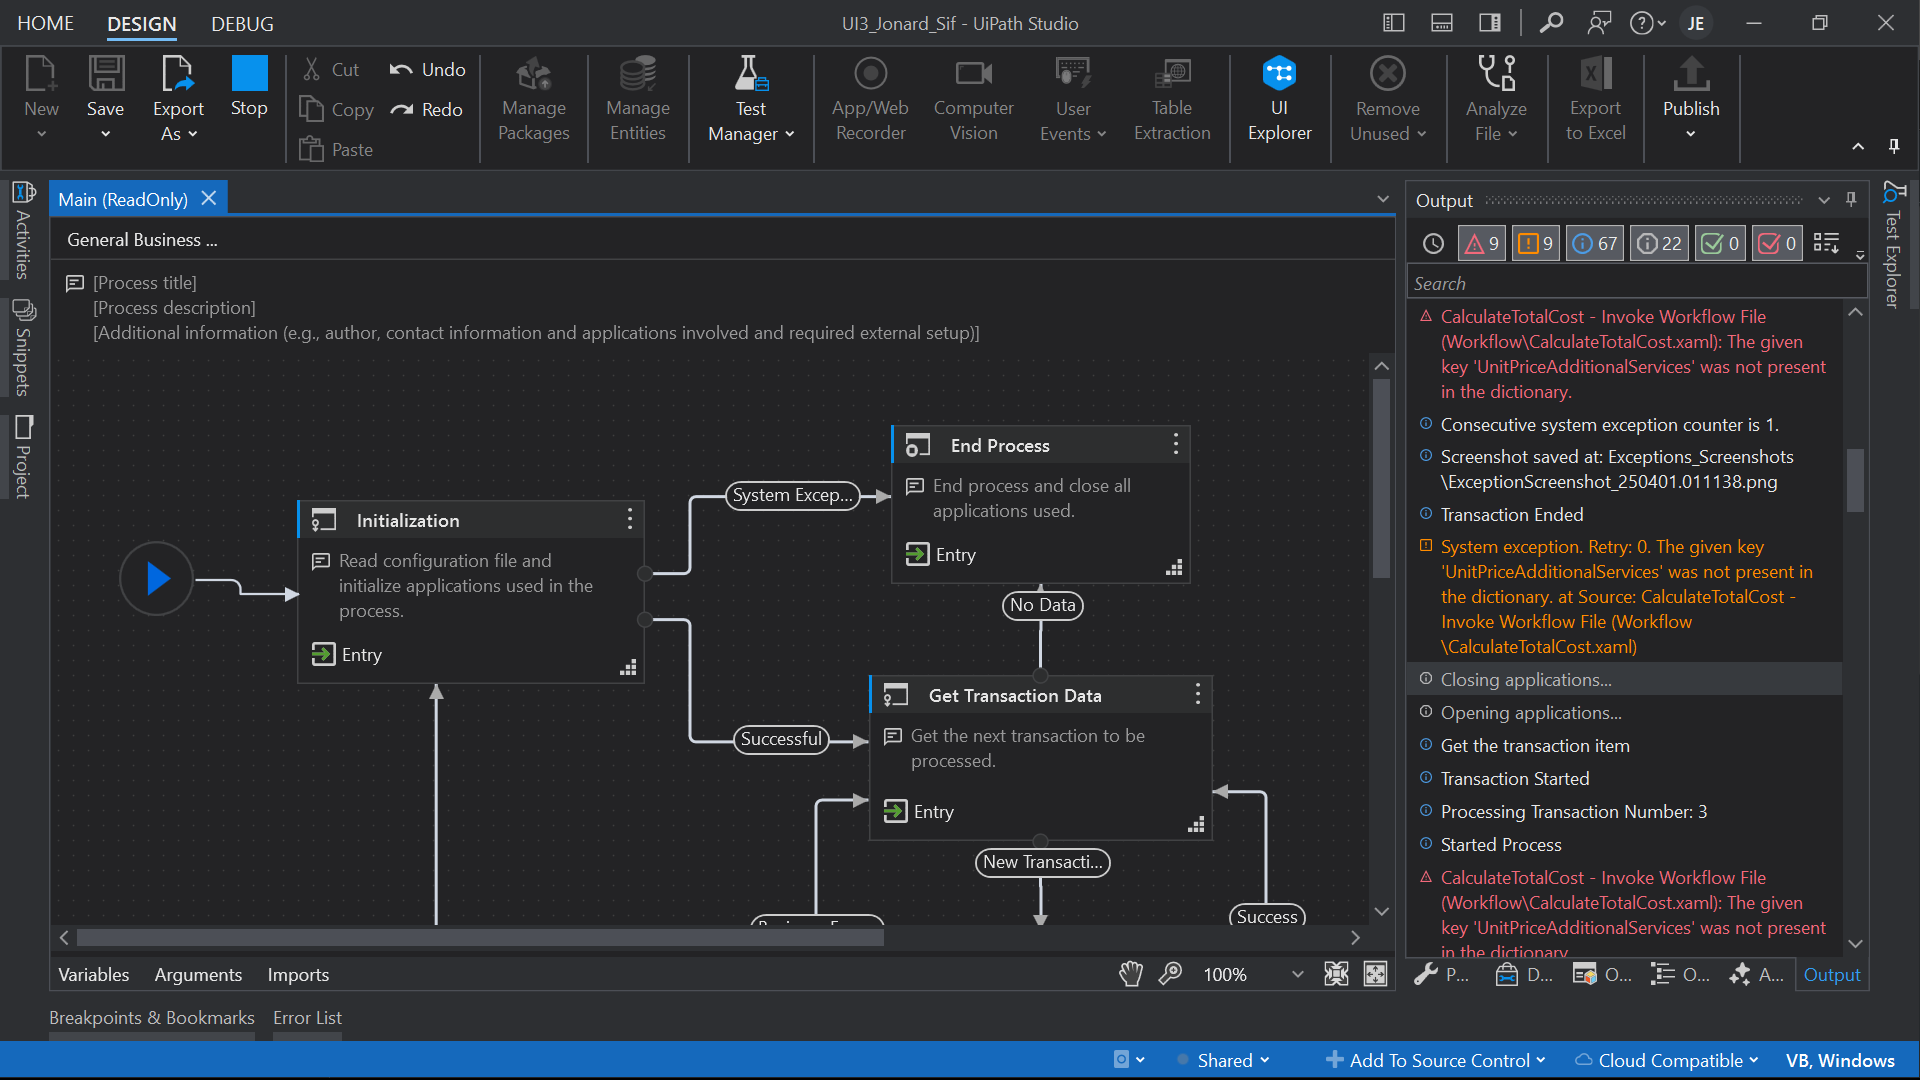 HOME DESIGN DEBUG
UI3_Jonard_Sif - UiPath Studio
JE
New
Save
Export As
Stop
Cut
Copy
Paste
Undo
Redo
Manage Packages
Manage Entities
Test Manager
App/Web Recorder
Computer Vision
User Events
Table Extraction
UI Explorer
Remove Unused
Analyze File
Export to Excel
Publish
Activities
Snippets
Project
Main (ReadOnly)
General Business ...
[Process title]
[Process description]
[Additional information (e.g., author, contact information and applications involved and required external setup)]
Initialization
Read configuration file and
initialize applications used in the
process.
Entry
System Excep...
End Process
End process and close all
applications used.
Entry
No Data
Successful
Get Transaction Data
Get the next transaction to be
processed.
Entry
New Transacti...
Success
Variables Arguments Imports
100%
Breakpoints & Bookmarks Error List
Output
9 9 67 22 0 0
Search
CalculateTotalCost - Invoke Workflow File
(Workflow\CalculateTotalCost.xaml): The given
key 'UnitPriceAdditionalServices' was not present
in the dictionary.
Consecutive system exception counter is 1.
Screenshot saved at: Exceptions_Screenshots
\ExceptionScreenshot_250401.011138.png
Transaction Ended
System exception. Retry: 0. The given key
'UnitPriceAdditionalServices' was not present in
the dictionary. at Source: CalculateTotalCost -
Invoke Workflow File (Workflow
\CalculateTotalCost.xaml)
Closing applications...
Opening applications...
Get the transaction item
Transaction Started
Processing Transaction Number: 3
Started Process
CalculateTotalCost - Invoke Workflow File
(Workflow\CalculateTotalCost.xaml): The given
key 'UnitPriceAdditionalServices' was not present
in the dictionary
P... D... O... O... A... Output
Test Explorer
Shared Add To Source Control Cloud Compatible VB, Windows